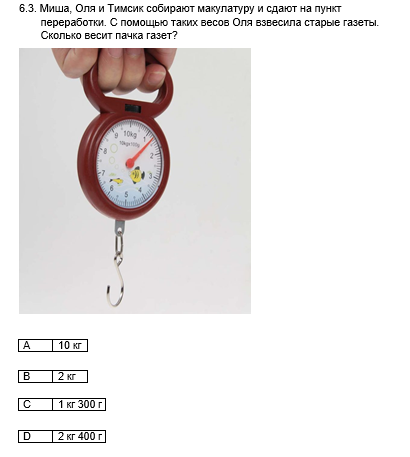 6.3. Миша, Оля и Тимсик собирают макулатуру и сдают на пункт
переработки. С помощью таких весов Оля взвесила старые газеты.
Сколько весит пачка газет?
10kg
1
2
3
4
5
6
7
8
9
A 10 кг
B 2 кг
C 1 кг 300 г
D 2 кг 400 г